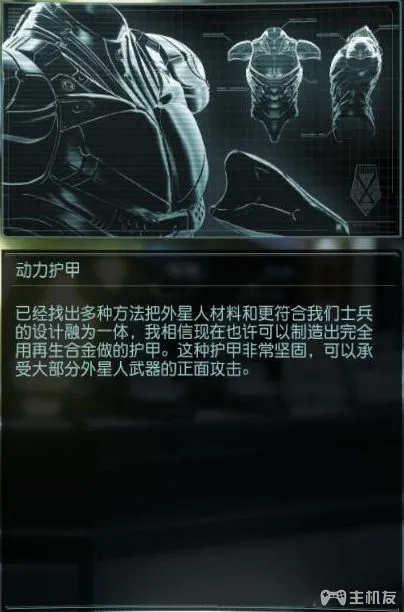 动力护甲
已经找出多种方法把外星人材料和更符合我们士兵
的设计融为一体，我相信现在也许可以制造出完全
用再生合金做的护甲。这种护甲非常坚固，可以承
受大部分外星人武器的正面攻击。
主机友